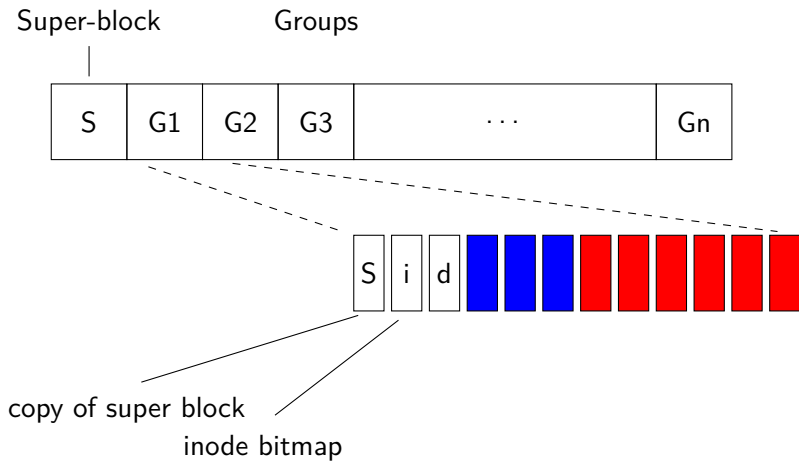 Super-block Groups
S G1 G2 G3 ... Gn
S i d
copy of super block
inode bitmap